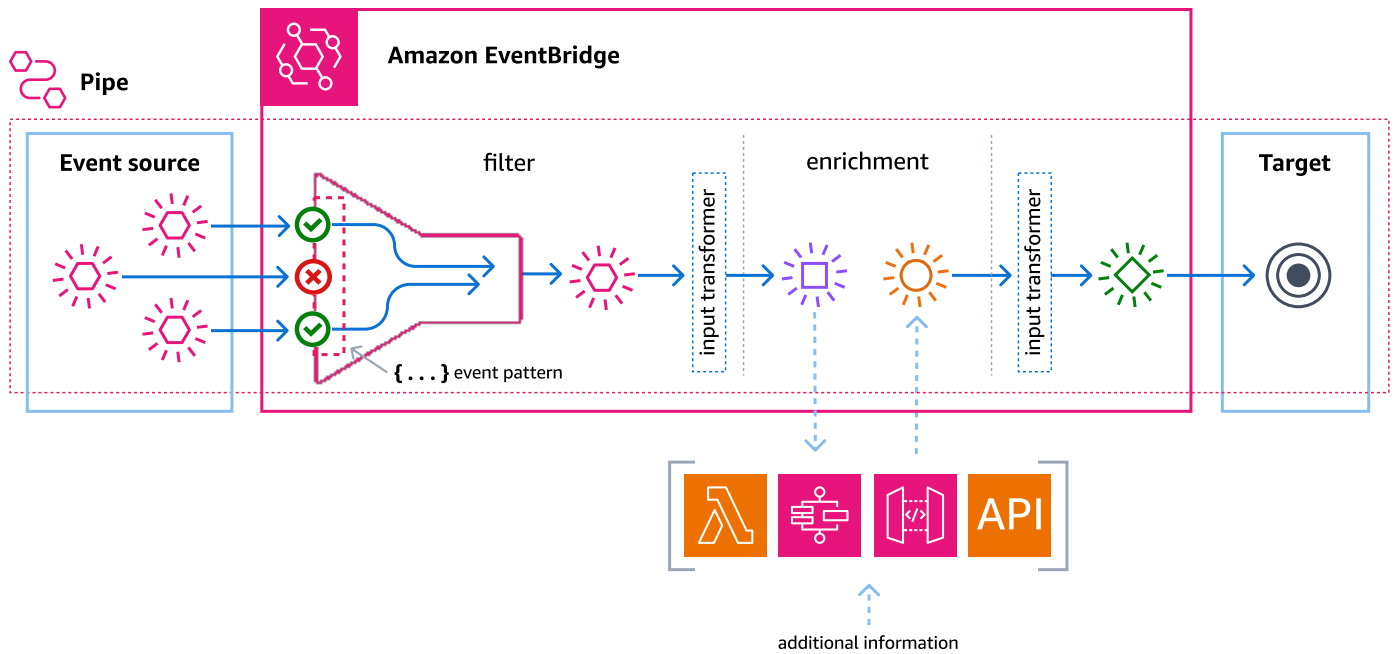 Amazon EventBridge
Pipe
Event source
filter
enrichment
Target
input transformer
input transformer
{...} event pattern
</>
API
additional information